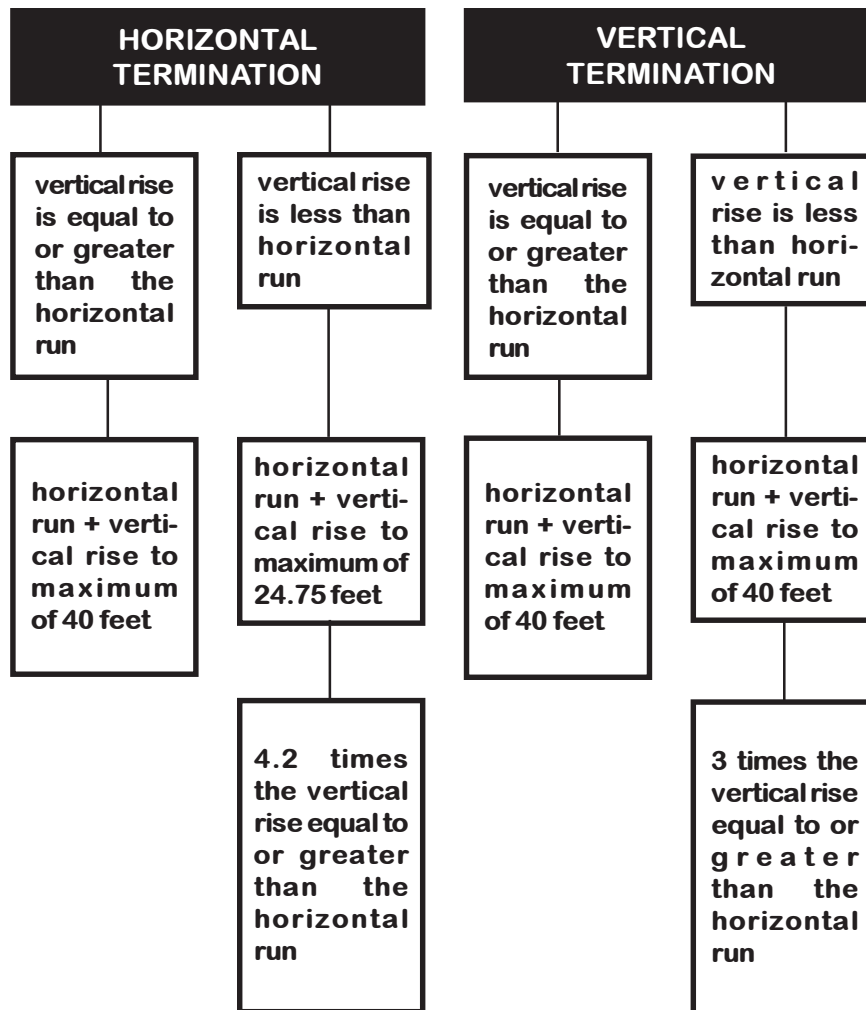 HORIZONTAL
TERMINATION
vertical rise
is equal to
or greater
than the
horizontal
run
horizontal
run + verti-
cal rise to
maximum
of 40 feet
vertical rise
is less than
horizontal
run
horizontal
run + verti-
cal rise to
maximum of
24.75 feet
4.2 times
the vertical
rise equal to
or greater
than the
horizontal
run
VERTICAL
TERMINATION
vertical rise
is equal to
or greater
than the
horizontal
run
horizontal
run + verti-
cal rise to
maximum
of 40 feet
vertical
rise is less
than hori-
zontal run
horizontal
run + verti-
cal rise to
maximum
of 40 feet
3 times the
vertical rise
equal to or
greater
than the
horizontal
run